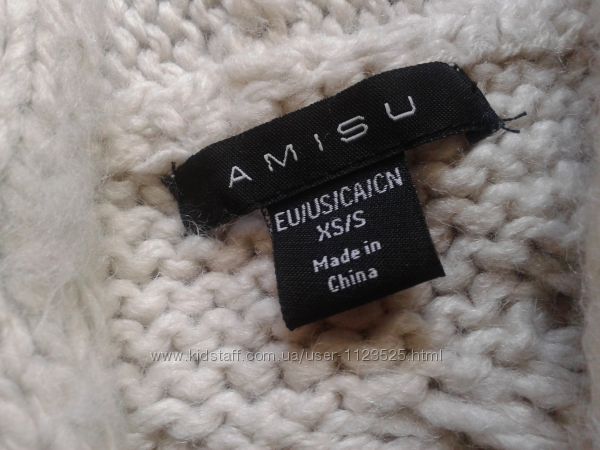 AMISU
EU/US/CA/CN
XS/S
Made in
China
www.kidstaff.com.ua/user-1123525.html